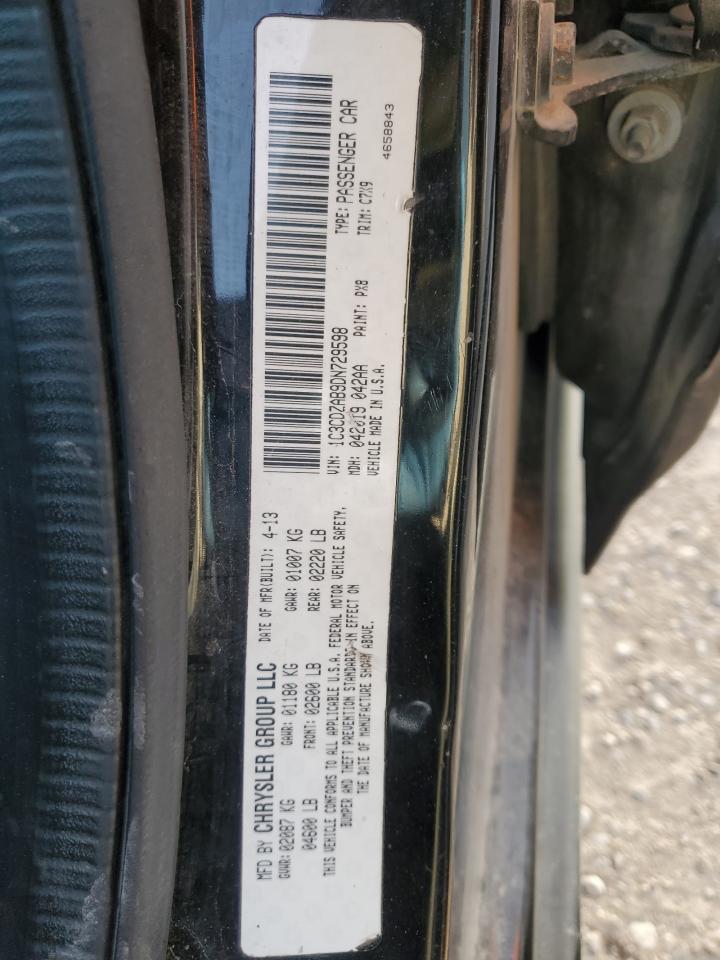 MFD BY CHRYSLER GROUP LLC DATE OF MFR(BUILT): 4-13
GVWR: 02087 KG GAWR: 01180 KG GAWR: 01007 KG
04600 LB FRONT: 02600 LB REAR: 02220 LB
THIS VEHICLE CONFORMS TO ALL APPLICABLE U.S.A. FEDERAL MOTOR VEHICLE SAFETY,
BUMPER AND THEFT PREVENTION STANDARDS IN EFFECT ON
THE DATE OF MANUFACTURE SHOWN ABOVE.
VIN: 1C3CDZAB9DN729598 TYPE: PASSENGER CAR
MDH: 042619 042AA PAINT: PX8 TRIM: C7X9
VEHICLE MADE IN U.S.A.
4658843